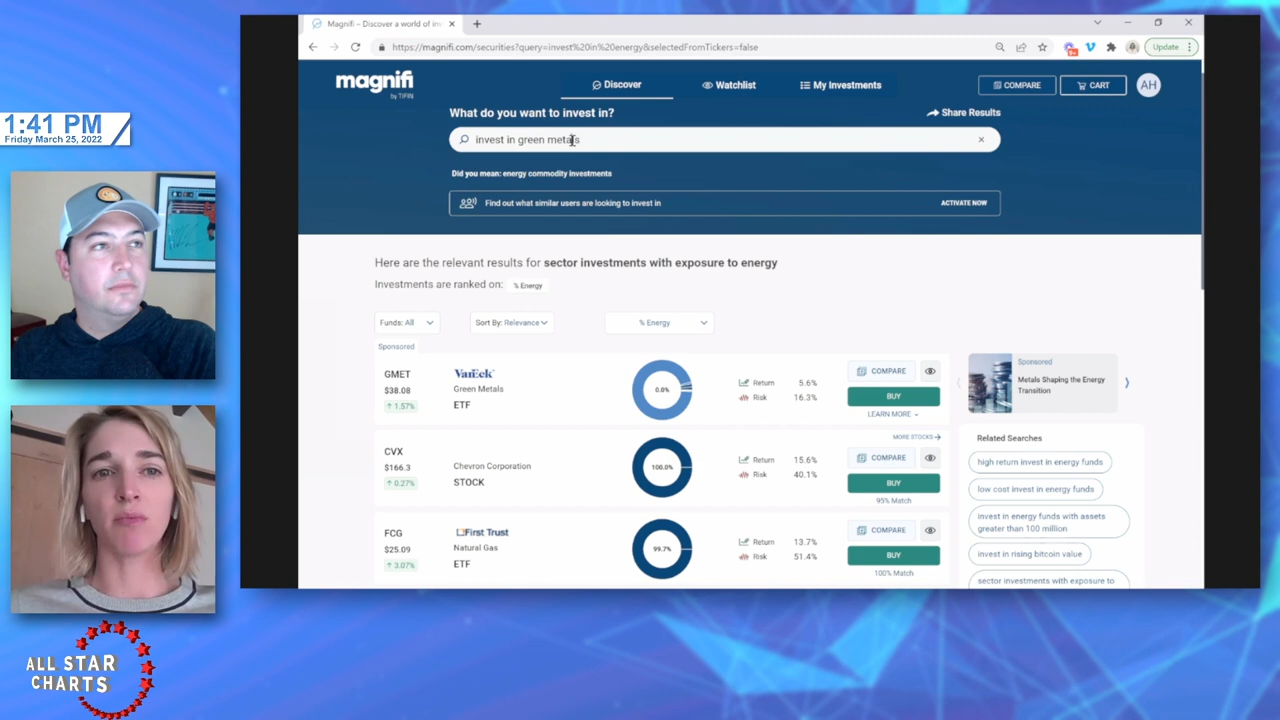 Magnifi – Discover a world of inv
https://magnifi.com/securities?query=invest%20in%20energy&selectedFromTickers=false
Update
magnifi
by TIFIN
Discover
Watchlist
My Investments
COMPARE
CART
AH
What do you want to invest in?
Share Results
invest in green metals
Did you mean: energy commodity investments
Find out what similar users are looking to invest in
ACTIVATE NOW
1:41 PM
Friday March 25, 2022
Here are the relevant results for sector investments with exposure to energy
Investments are ranked on: % Energy
Funds: All
Sort By: Relevance
% Energy
Sponsored
GMET
$38.08
↑ 1.57%
VanEck
Green Metals
ETF
0.8%
Return 5.6%
Risk 16.3%
COMPARE
BUY
LEARN MORE
Sponsored
Metals Shaping the Energy
Transition
MORE STOCKS →
CVX
$166.3
↑ 0.27%
Chevron Corporation
STOCK
100.0%
Return 15.6%
Risk 40.1%
COMPARE
BUY
95% Match
FCG
$25.09
↑ 3.07%
First Trust
Natural Gas
ETF
99.7%
Return 13.7%
Risk 51.4%
COMPARE
BUY
100% Match
Related Searches
high return invest in energy funds
low cost invest in energy funds
invest in energy funds with assets
greater than 100 million
invest in rising bitcoin value
sector investments with exposure to
ALL STAR
CHARTS